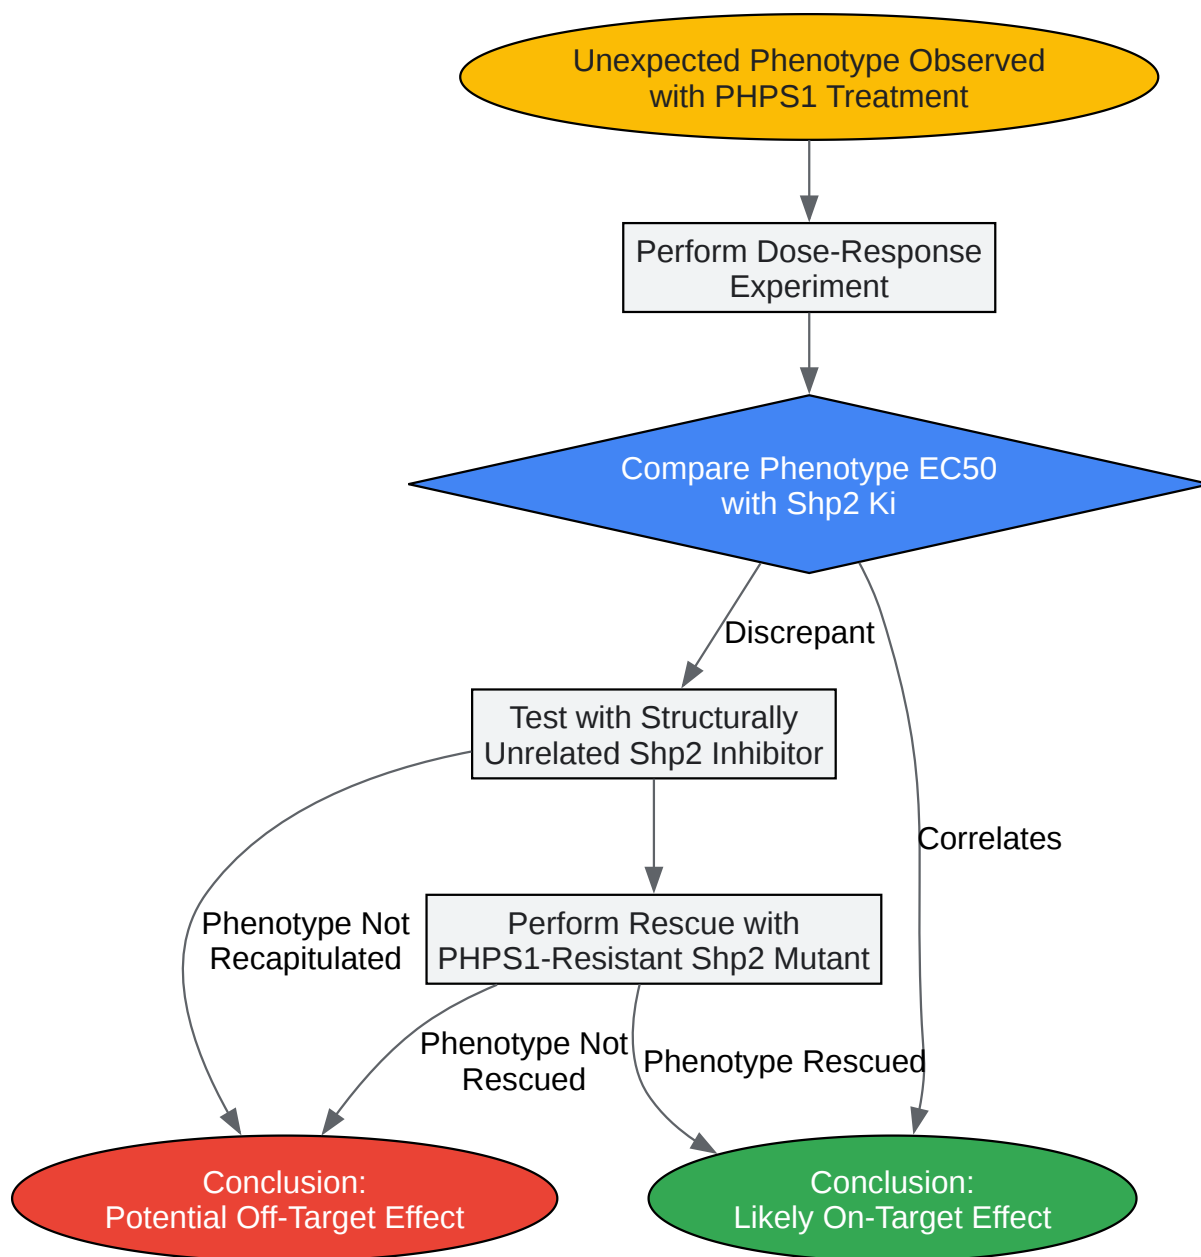 Unexpected Phenotype Observed
with PHPS1 Treatment
Perform Dose-Response
Experiment
Compare Phenotype EC50
with Shp2 Ki
Discrepant
Test with Structurally
Unrelated Shp2 Inhibitor
Correlates
Phenotype Not
Recapitulated
Perform Rescue with
PHPS1-Resistant Shp2 Mutant
Phenotype Not
Rescued
Phenotype Rescued
Conclusion:
Potential Off-Target Effect
Conclusion:
Likely On-Target Effect